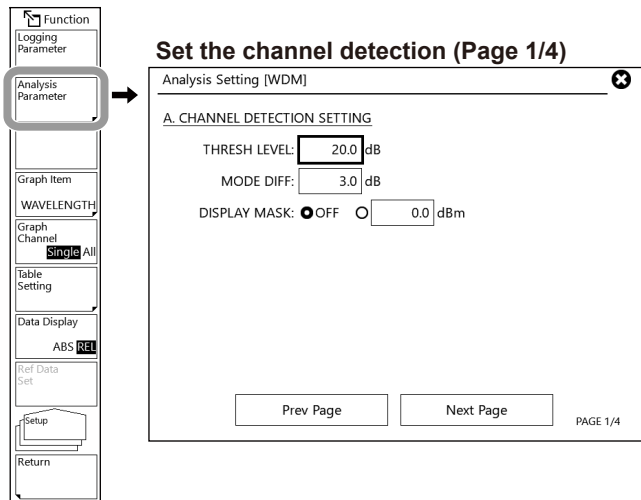 Function
Logging
Parameter
Analysis
Parameter
Graph Item
WAVELENGTH
Graph
Channel
Single All
Table
Setting
Data Display
ABS REL
Ref Data
Set
Setup
Return
Set the channel detection (Page 1/4)
Analysis Setting [WDM]
A. CHANNEL DETECTION SETTING
THRESH LEVEL: 20.0 dB
MODE DIFF: 3.0 dB
DISPLAY MASK: OFF 0.0 dBm
Prev Page Next Page PAGE 1/4